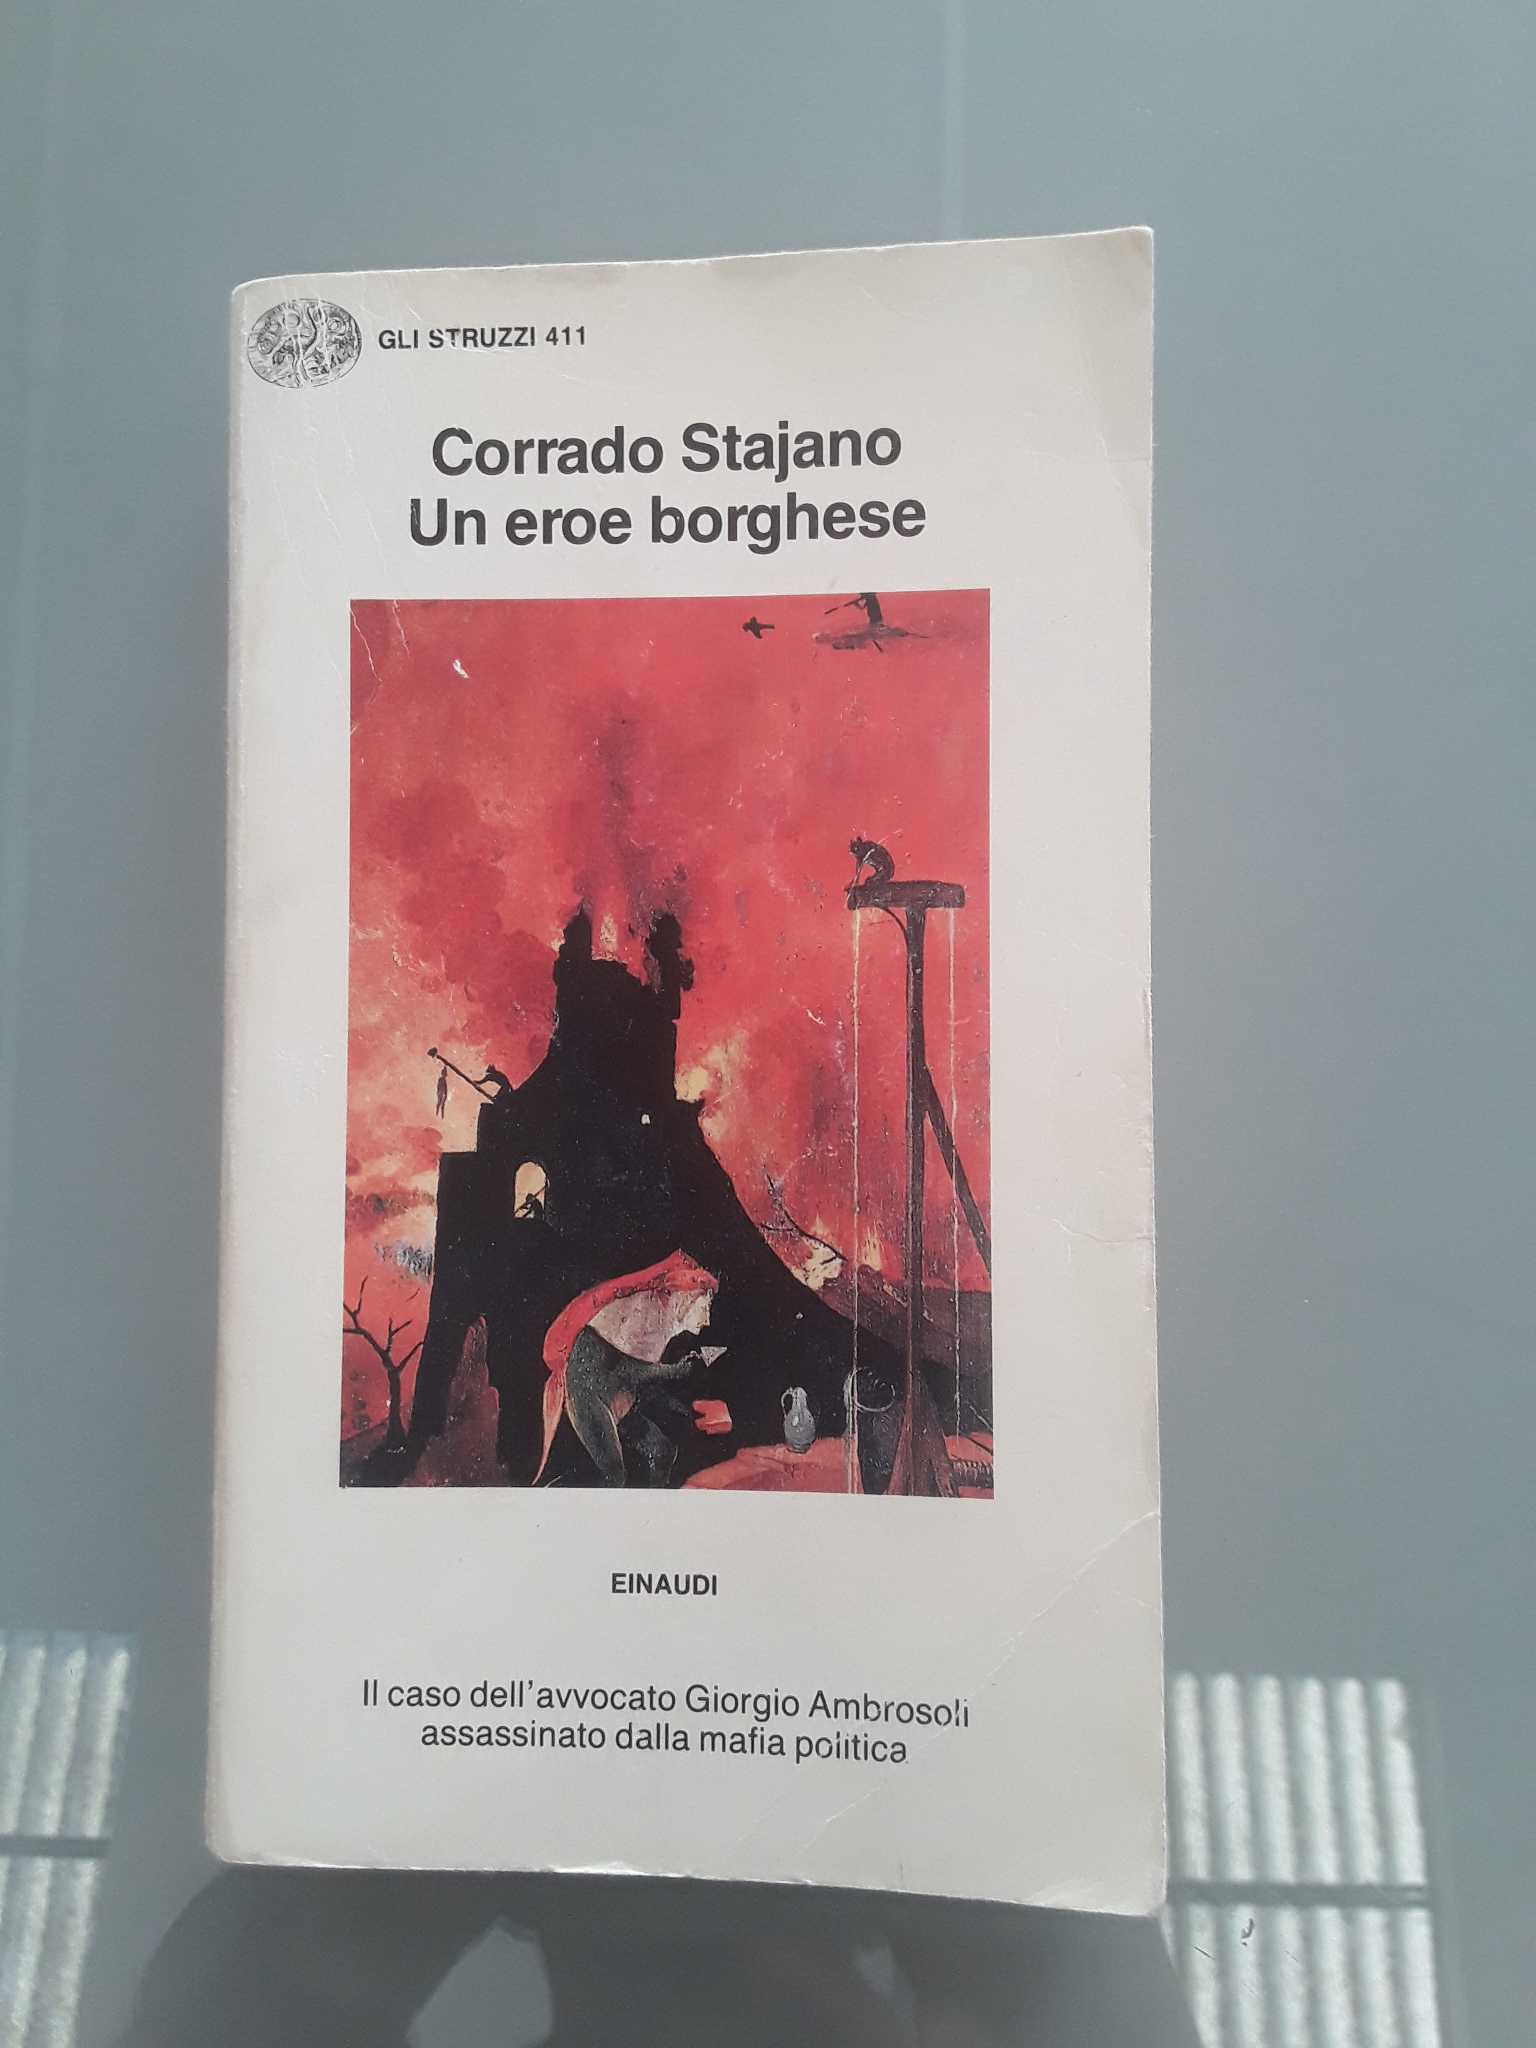 GLI STRUZZI 411
Corrado Stajano
Un eroe borghese
EINAUDI
Il caso dell'avvocato Giorgio Ambrosoli
assassinato dalla mafia politica